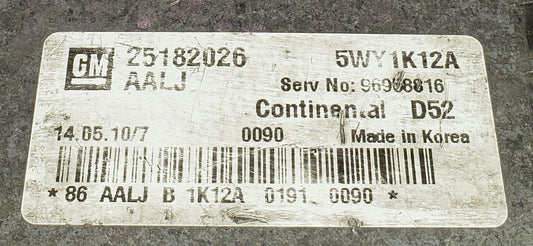 GM 25182026 5WY1K12A
AALJ Serv No: 96908816
Continental D52
14.05.10/7 0090 Made in Korea
* 86 AALJ B 1K12A 0191 0090 *